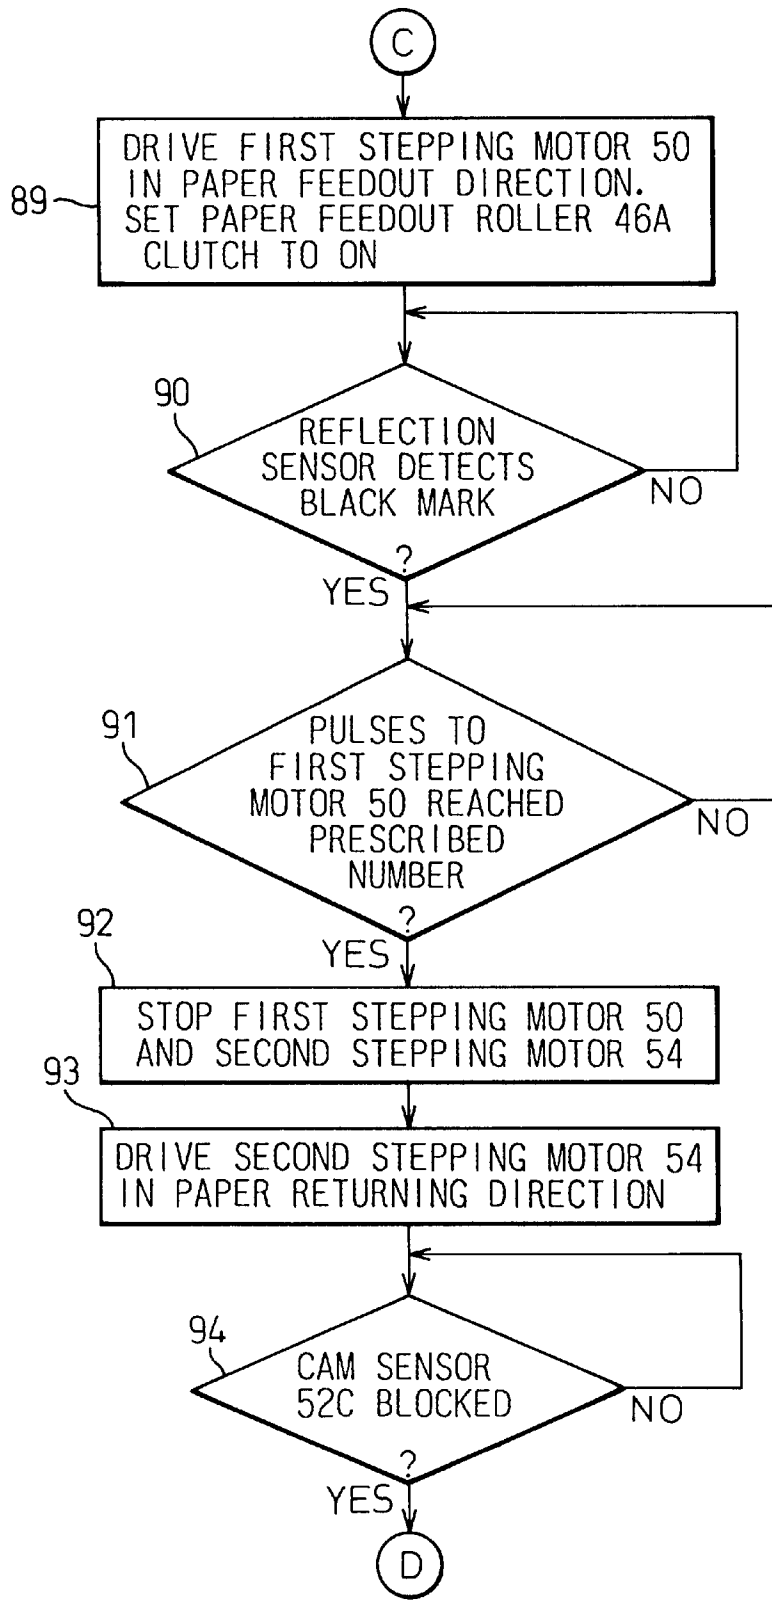 C
89
DRIVE FIRST STEPPING MOTOR 50
IN PAPER FEEDOUT DIRECTION.
SET PAPER FEEDOUT ROLLER 46A
CLUTCH TO ON
90
REFLECTION
SENSOR DETECTS
BLACK MARK
?
NO
YES
91
PULSES TO
FIRST STEPPING
MOTOR 50 REACHED
PRESCRIBED
NUMBER
?
NO
YES
92
STOP FIRST STEPPING MOTOR 50
AND SECOND STEPPING MOTOR 54
93
DRIVE SECOND STEPPING MOTOR 54
IN PAPER RETURNING DIRECTION
94
CAM SENSOR
52C BLOCKED
?
NO
YES
D